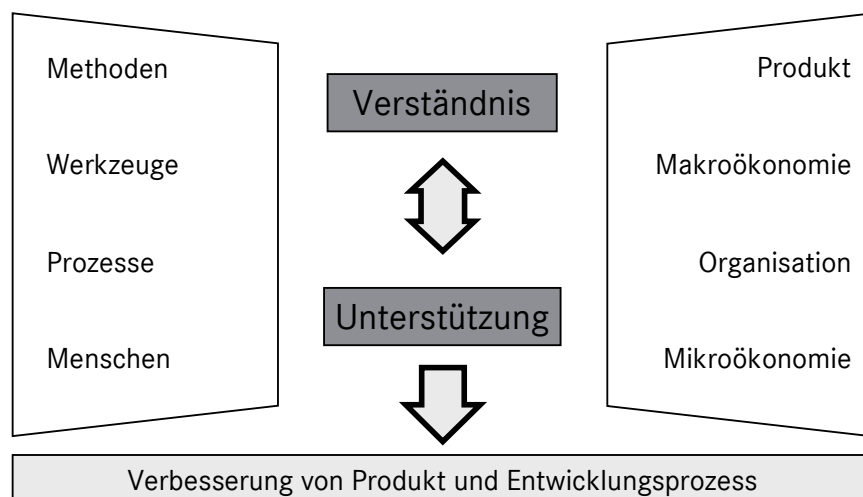 Methoden
Werkzeuge
Prozesse
Menschen
Verständnis
Unterstützung
Produkt
Makroökonomie
Organisation
Mikroökonomie
Verbesserung von Produkt und Entwicklungsprozess